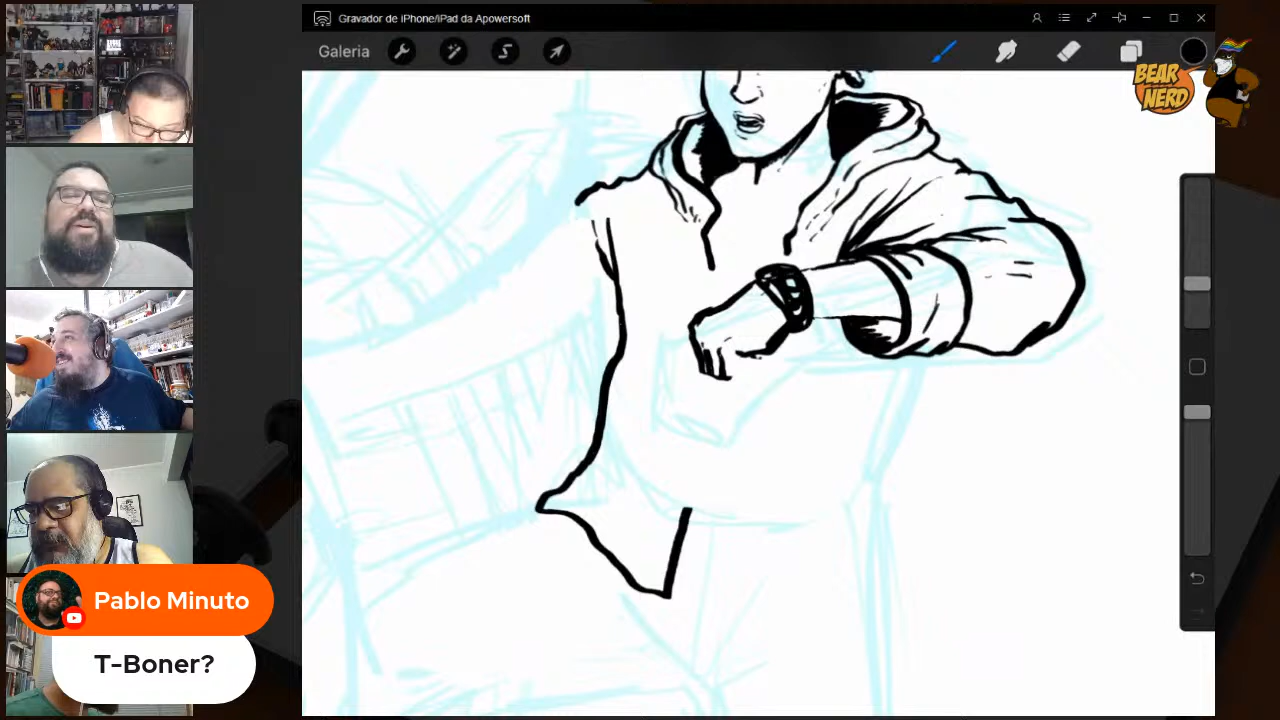 Gravador de iPhone/iPad da Apowersoft
Galeria
BEAR
NERD
Pablo Minuto
T-Boner?